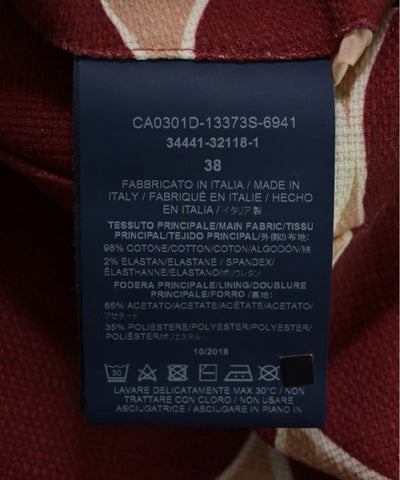 CA0301D-13373S-6941
34441-32118-1
38
FABBRICATO IN ITALIA / MADE IN
ITALY / FABRIQUÉ EN ITALIE / HECHO
EN ITALIA / イタリア製
TESSUTO PRINCIPALE/MAIN FABRIC/TISSU
PRINCIPAL/TEJIDO PRINCIPAL/外側の布地:
98% COTONE/COTTON/COTON/ALGODÓN/綿
2% ELASTAN/ELASTANE / SPANDEX/
ÉLASTHANNE/ELASTANO/ポリウレタン
FODERA PRINCIPALE/LINING/DOUBLURE
PRINCIPALE/FORRO /裏地:
65% ACETATO/ACETATE/ACÉTATE/ACETATO/
アセテート
35% POLIESTERE/POLYESTER/POLYESTER/
POLIÉSTER/ポリエステル
10/2018
30
LAVARE DELICATAMENTE MAX 30°C / NON
TRATTARE CON CLORO / NON USARE
ASCIUGATRICE / ASCIUGARE IN PIANO IN